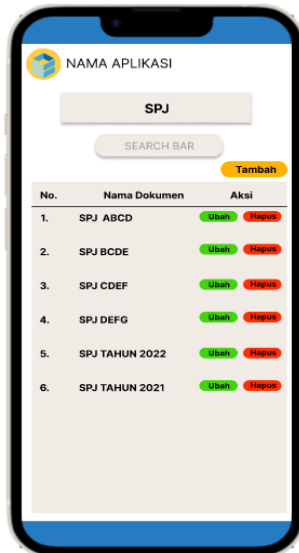 NAMA APLIKASI
SPJ
SEARCH BAR
Tambah
No. Nama Dokumen Aksi
1. SPJ ABCD Ubah Hapus
2. SPJ BCDE Ubah Hapus
3. SPJ CDEF Ubah Hapus
4. SPJ DEFG Ubah Hapus
5. SPJ TAHUN 2022 Ubah Hapus
6. SPJ TAHUN 2021 Ubah Hapus